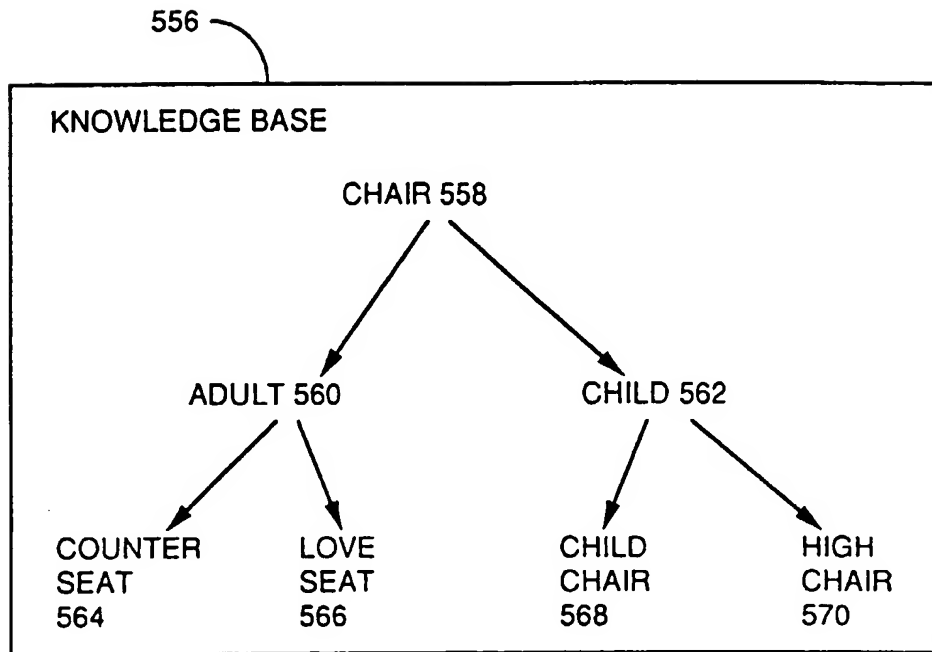 556
KNOWLEDGE BASE
CHAIR 558
ADULT 560
CHILD 562
COUNTER
SEAT
564
LOVE
SEAT
566
CHILD
CHAIR
568
HIGH
CHAIR
570